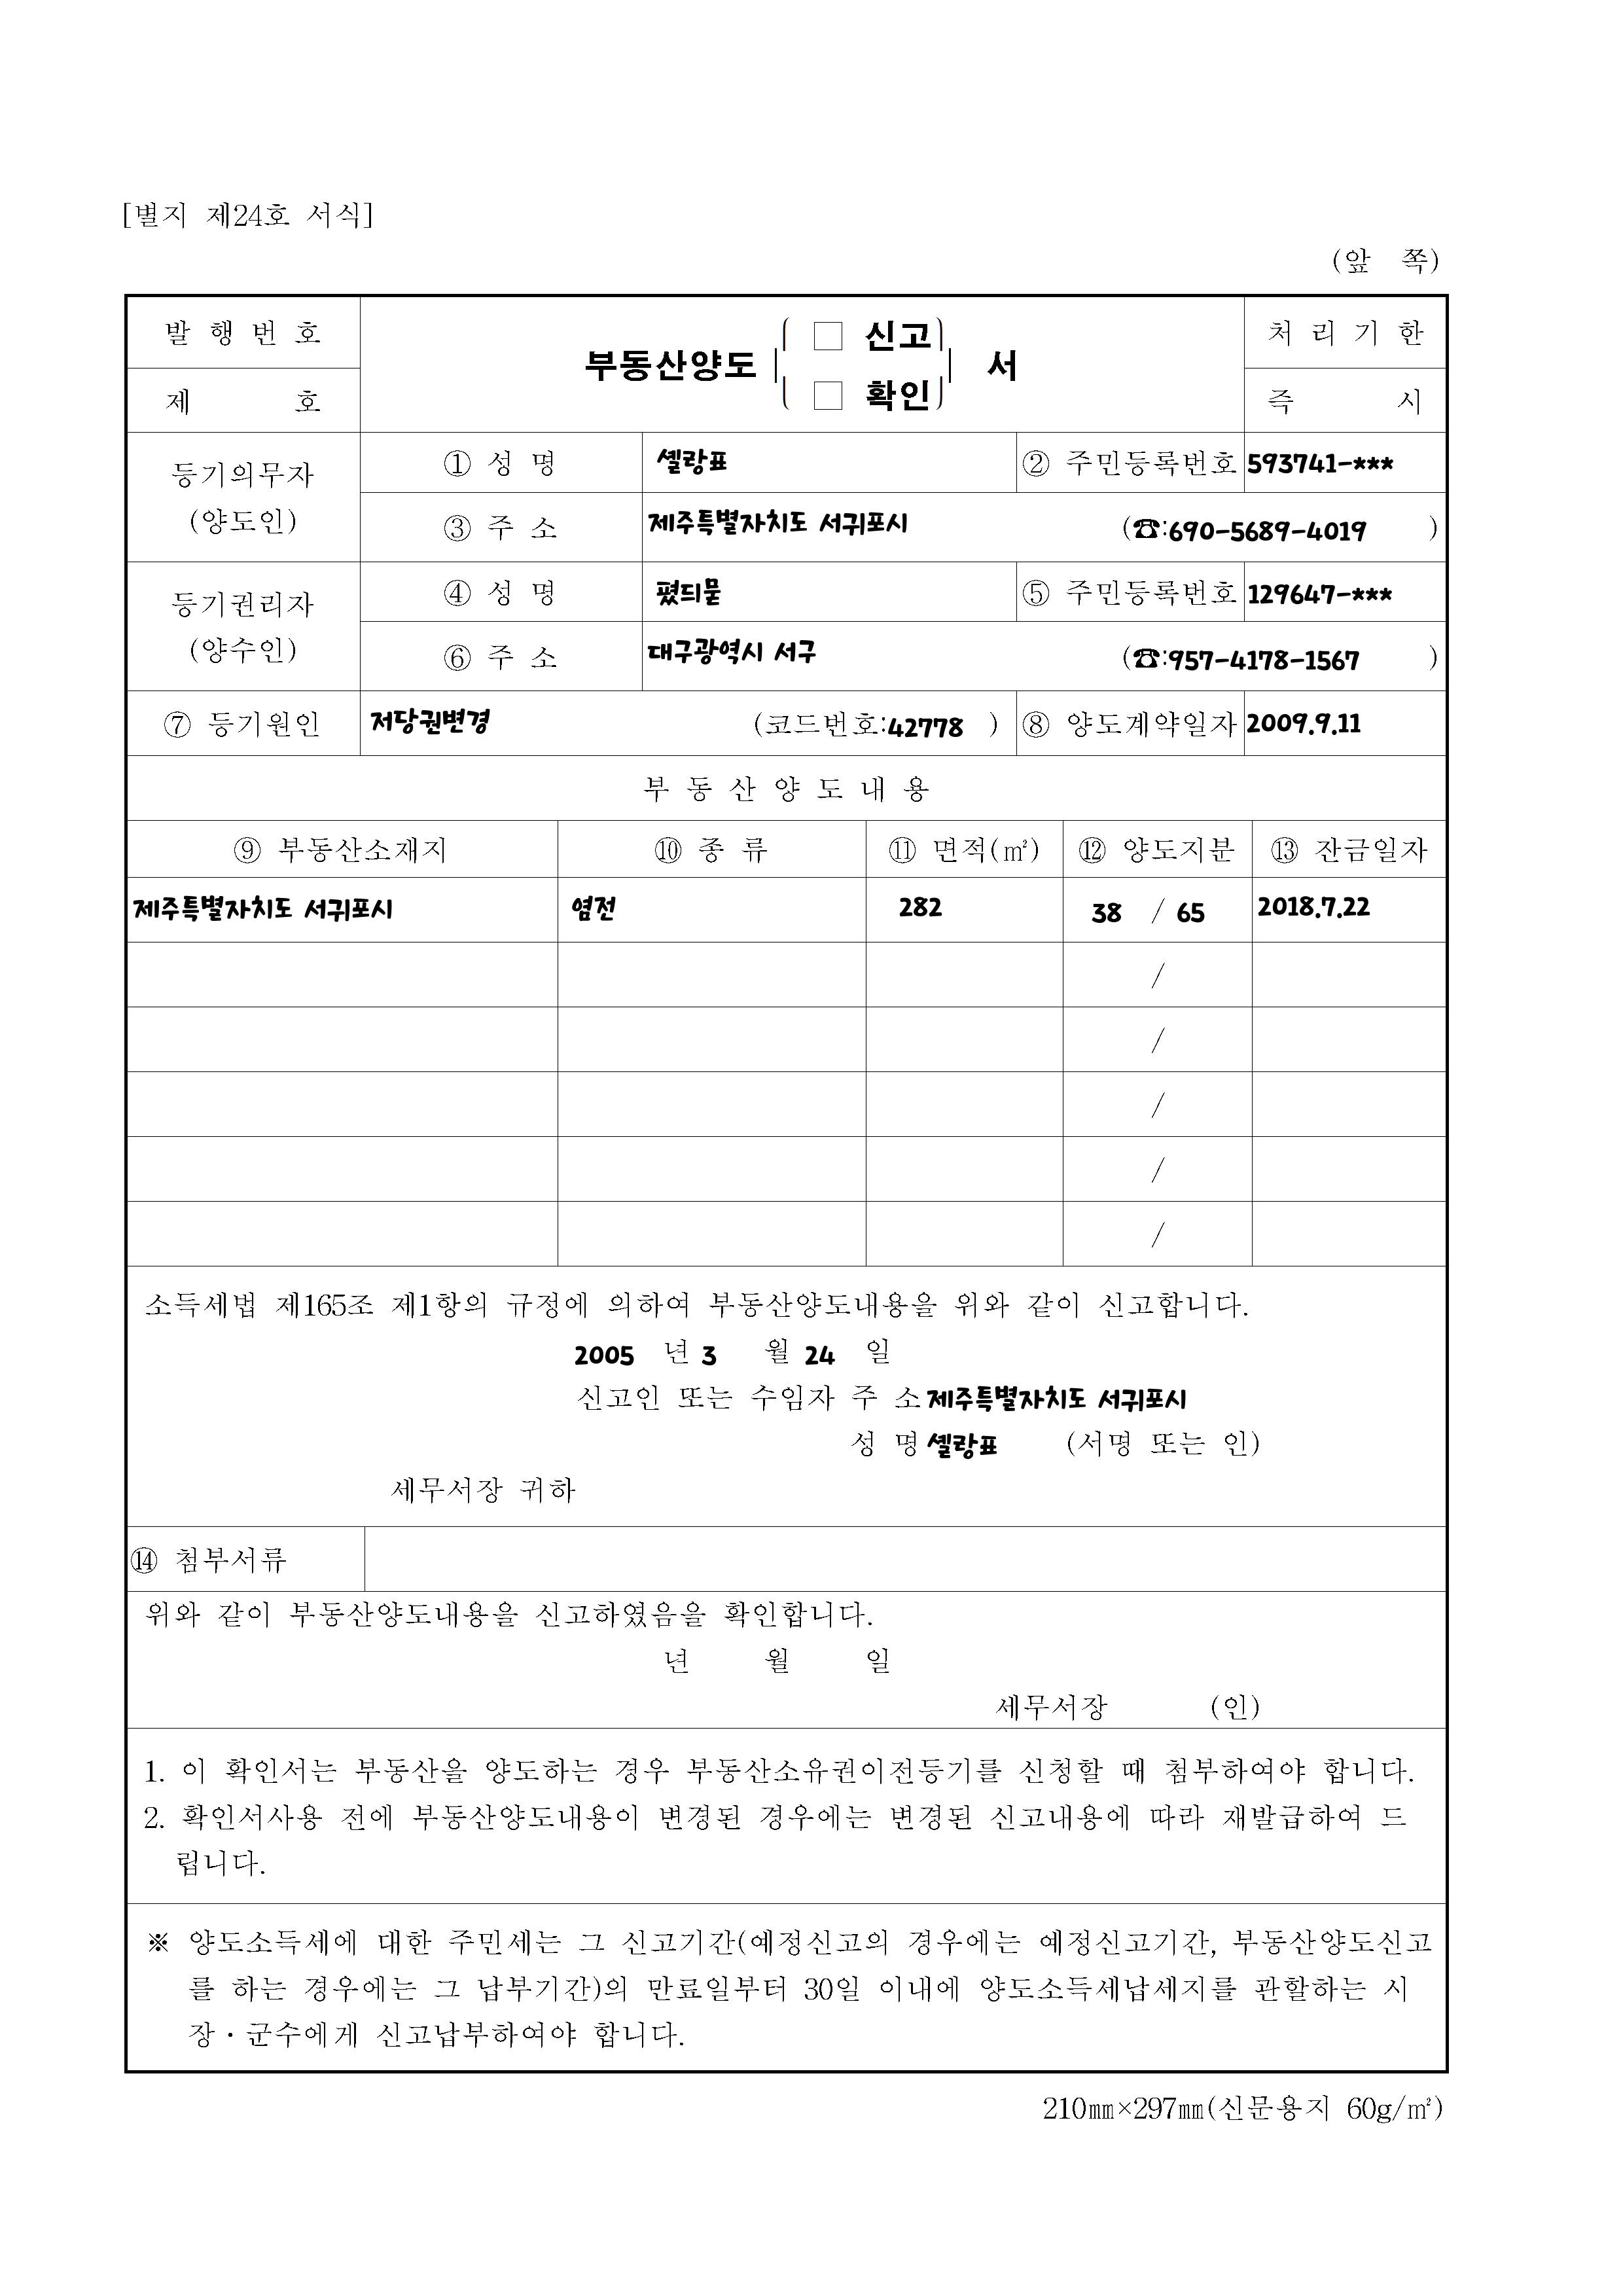 [별지 제24호 서식]
(앞 쪽)
발 행 번 호
제 호
부동산양도 □ 신고 □ 확인 서
처 리 기 한
즉 시
등기의무자 (양도인)
① 성 명 셸랑표 ② 주민등록번호 593741-***
③ 주 소 제주특별자치도 서귀포시 (☎:690-5689-4019 )
등기권리자 (양수인)
④ 성 명 폈듸묻 ⑤ 주민등록번호 129647-***
⑥ 주 소 대구광역시 서구 (☎:957-4178-1567 )
⑦ 등기원인 저당권변경 (코드번호:42778 ) ⑧ 양도계약일자 2009.9.11
부 동 산 양 도 내 용
⑨ 부동산소재지 ⑩ 종 류 ⑪ 면적(㎡) ⑫ 양도지분 ⑬ 잔금일자
제주특별자치도 서귀포시 염전 282 38 / 65 2018.7.22
/
/
/
/
/
소득세법 제165조 제1항의 규정에 의하여 부동산양도내용을 위와 같이 신고합니다.
2005 년 3 월 24 일
신고인 또는 수임자 주 소 제주특별자치도 서귀포시
성 명 셸랑표 (서명 또는 인)
세무서장 귀하
⑭ 첨부서류
위와 같이 부동산양도내용을 신고하였음을 확인합니다.
년 월 일
세무서장 (인)
1. 이 확인서는 부동산을 양도하는 경우 부동산소유권이전등기를 신청할 때 첨부하여야 합니다.
2. 확인서사용 전에 부동산양도내용이 변경된 경우에는 변경된 신고내용에 따라 재발급하여 드
립니다.
※ 양도소득세에 대한 주민세는 그 신고기간(예정신고의 경우에는 예정신고기간, 부동산양도신고
를 하는 경우에는 그 납부기간)의 만료일부터 30일 이내에 양도소득세납세지를 관할하는 시
장·군수에게 신고납부하여야 합니다.
210㎜×297㎜(신문용지 60g/㎡)